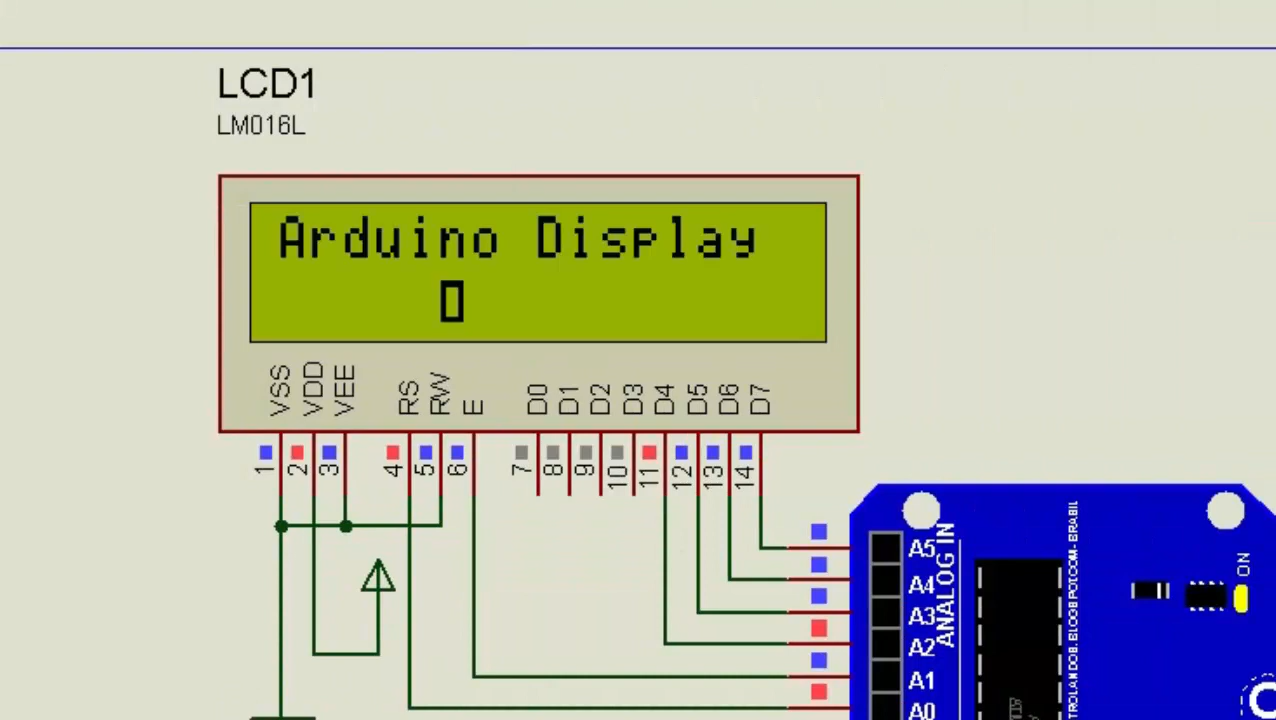 LCD1
LM016L
Arduino Display
0
VSS VDD VEE RS RW E D0 D1 D2 D3 D4 D5 D6 D7
1 2 3 4 5 6 7 8 9 10 11 12 13 14
A5
A4
A3
A2
A1
A0
ANALOG IN
ON